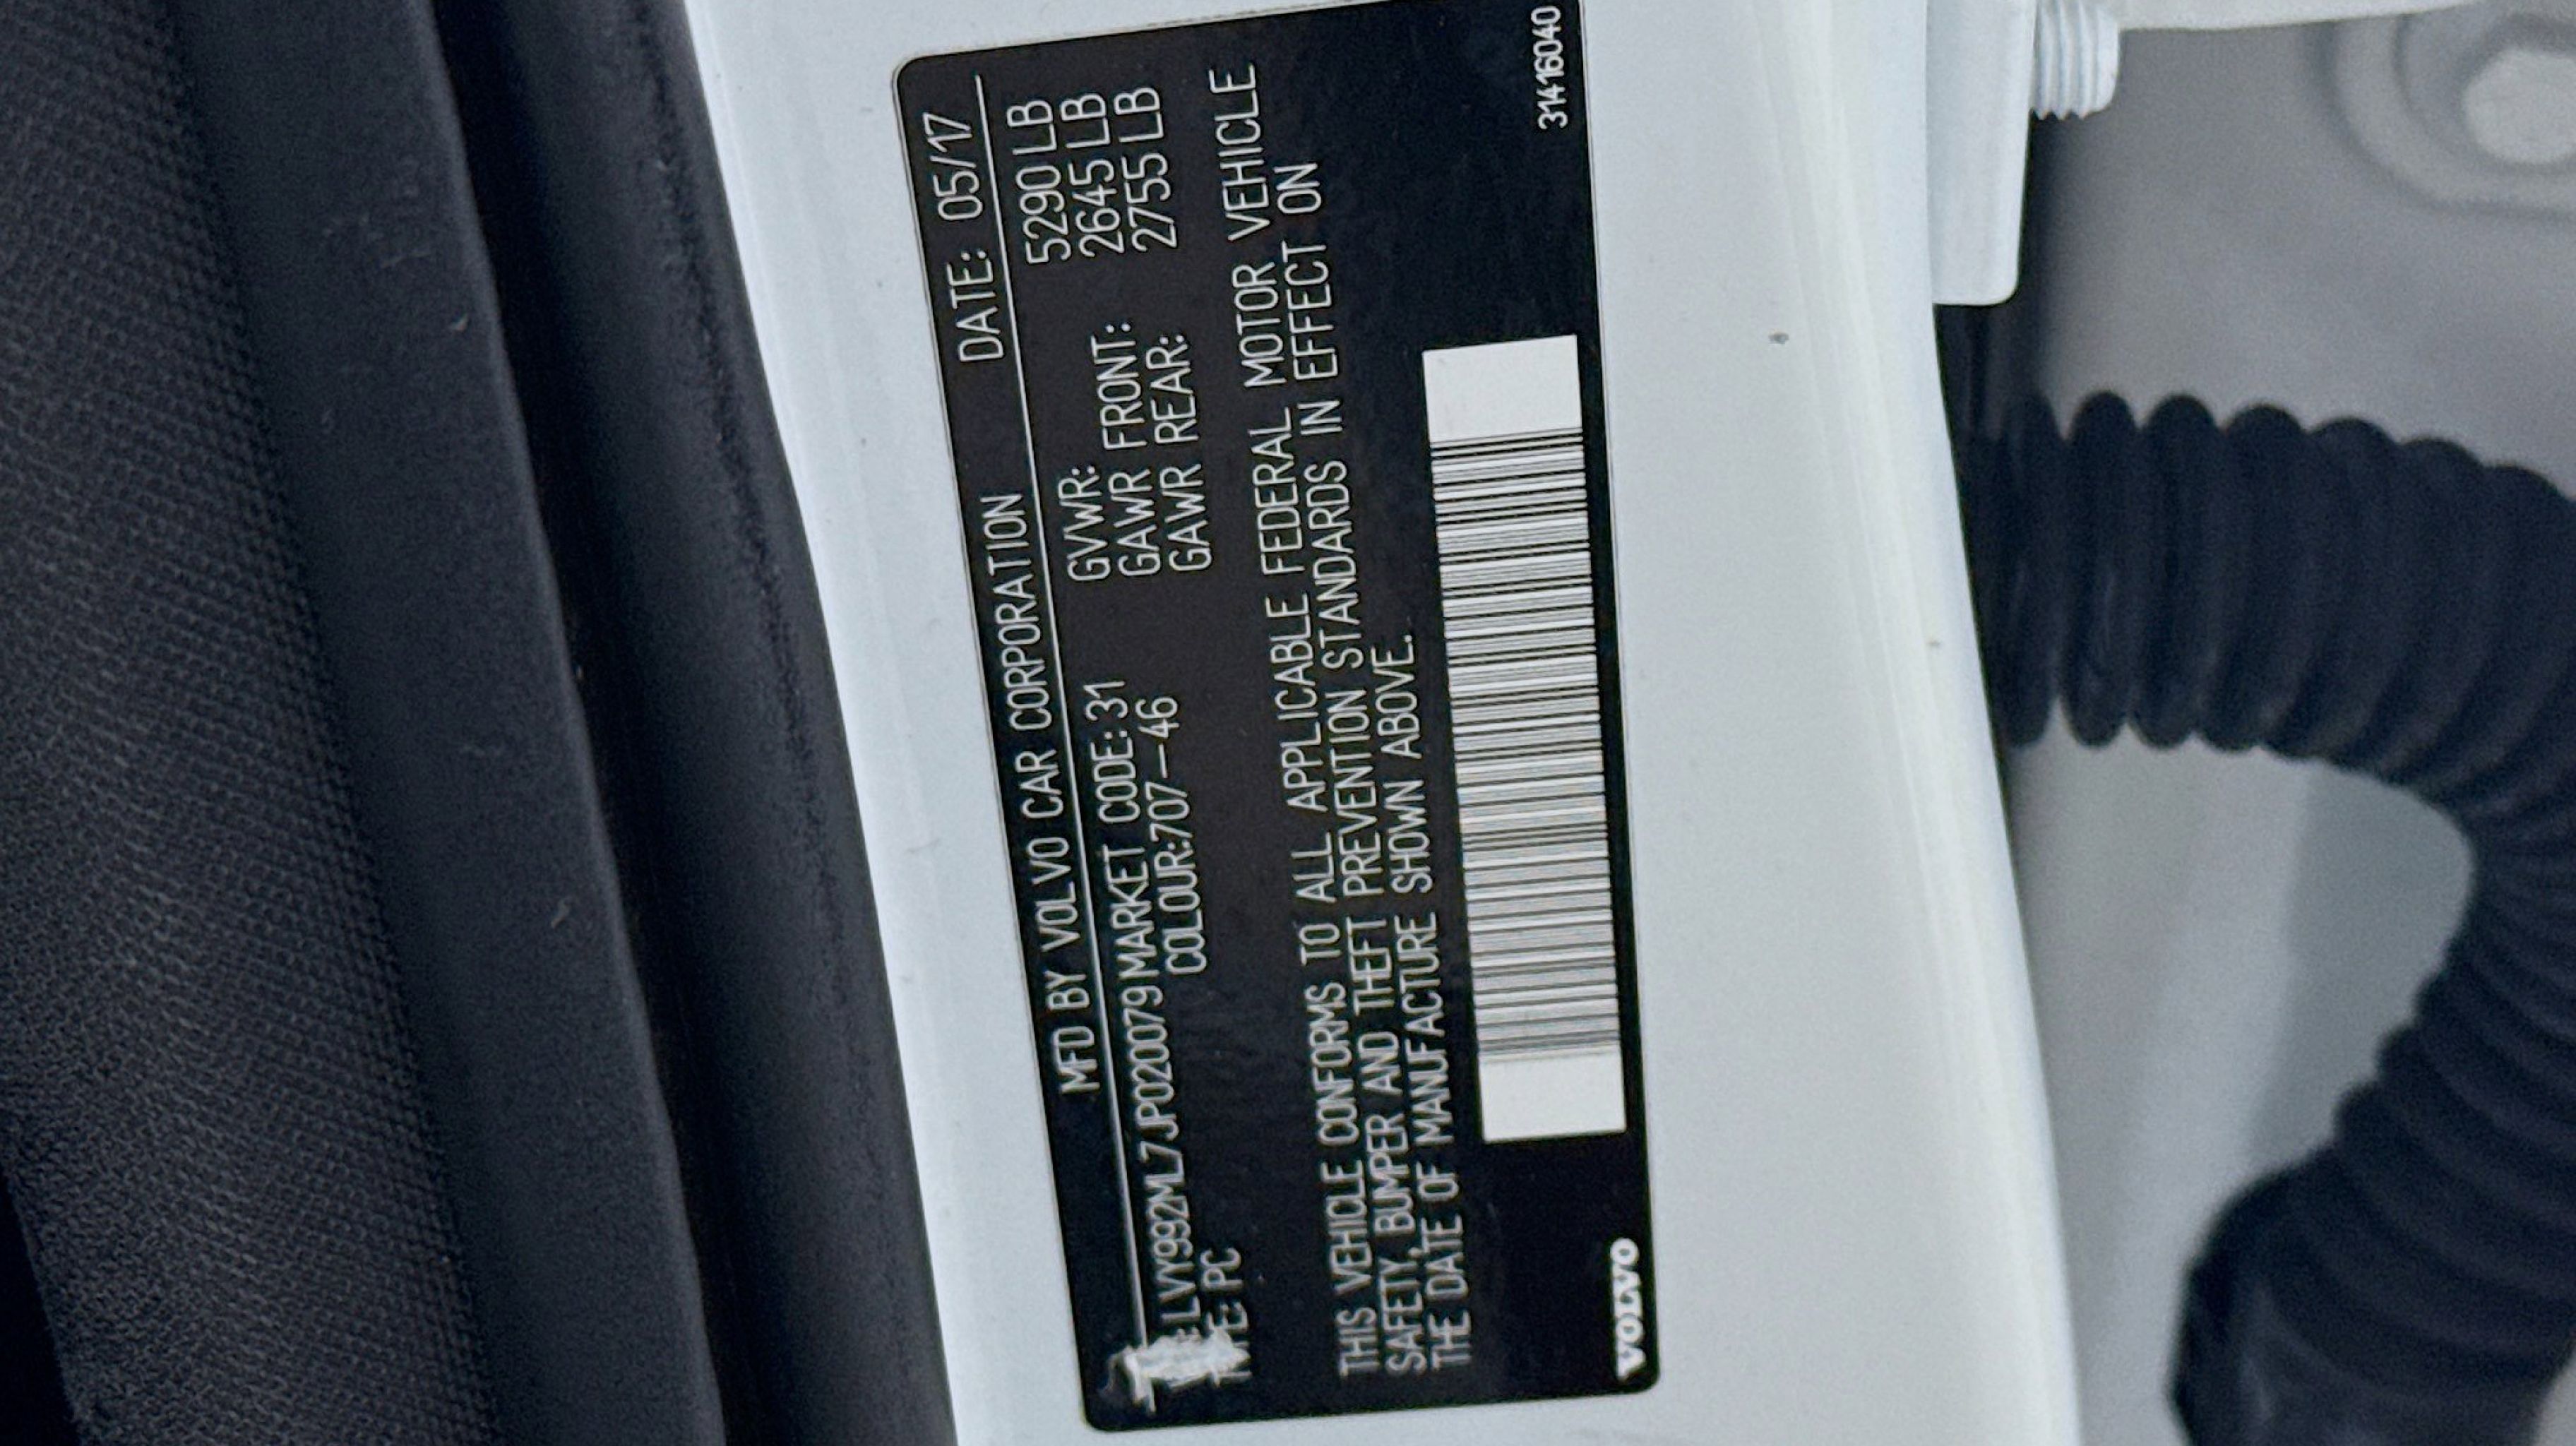 MFD BY VOLVO CAR CORPORATION DATE: 05/17
LVY992ML7JP020079 MARKET CODE: 31 GVWR: 5290 LB
GAWR FRONT: 2645 LB
PC COLOUR:707-46 GAWR REAR: 2755 LB
THIS VEHICLE CONFORMS TO ALL APPLICABLE FEDERAL MOTOR VEHICLE
SAFETY, BUMPER AND THEFT PREVENTION STANDARDS IN EFFECT ON
THE DATE OF MANUFACTURE SHOWN ABOVE.
VOLVO 31416040